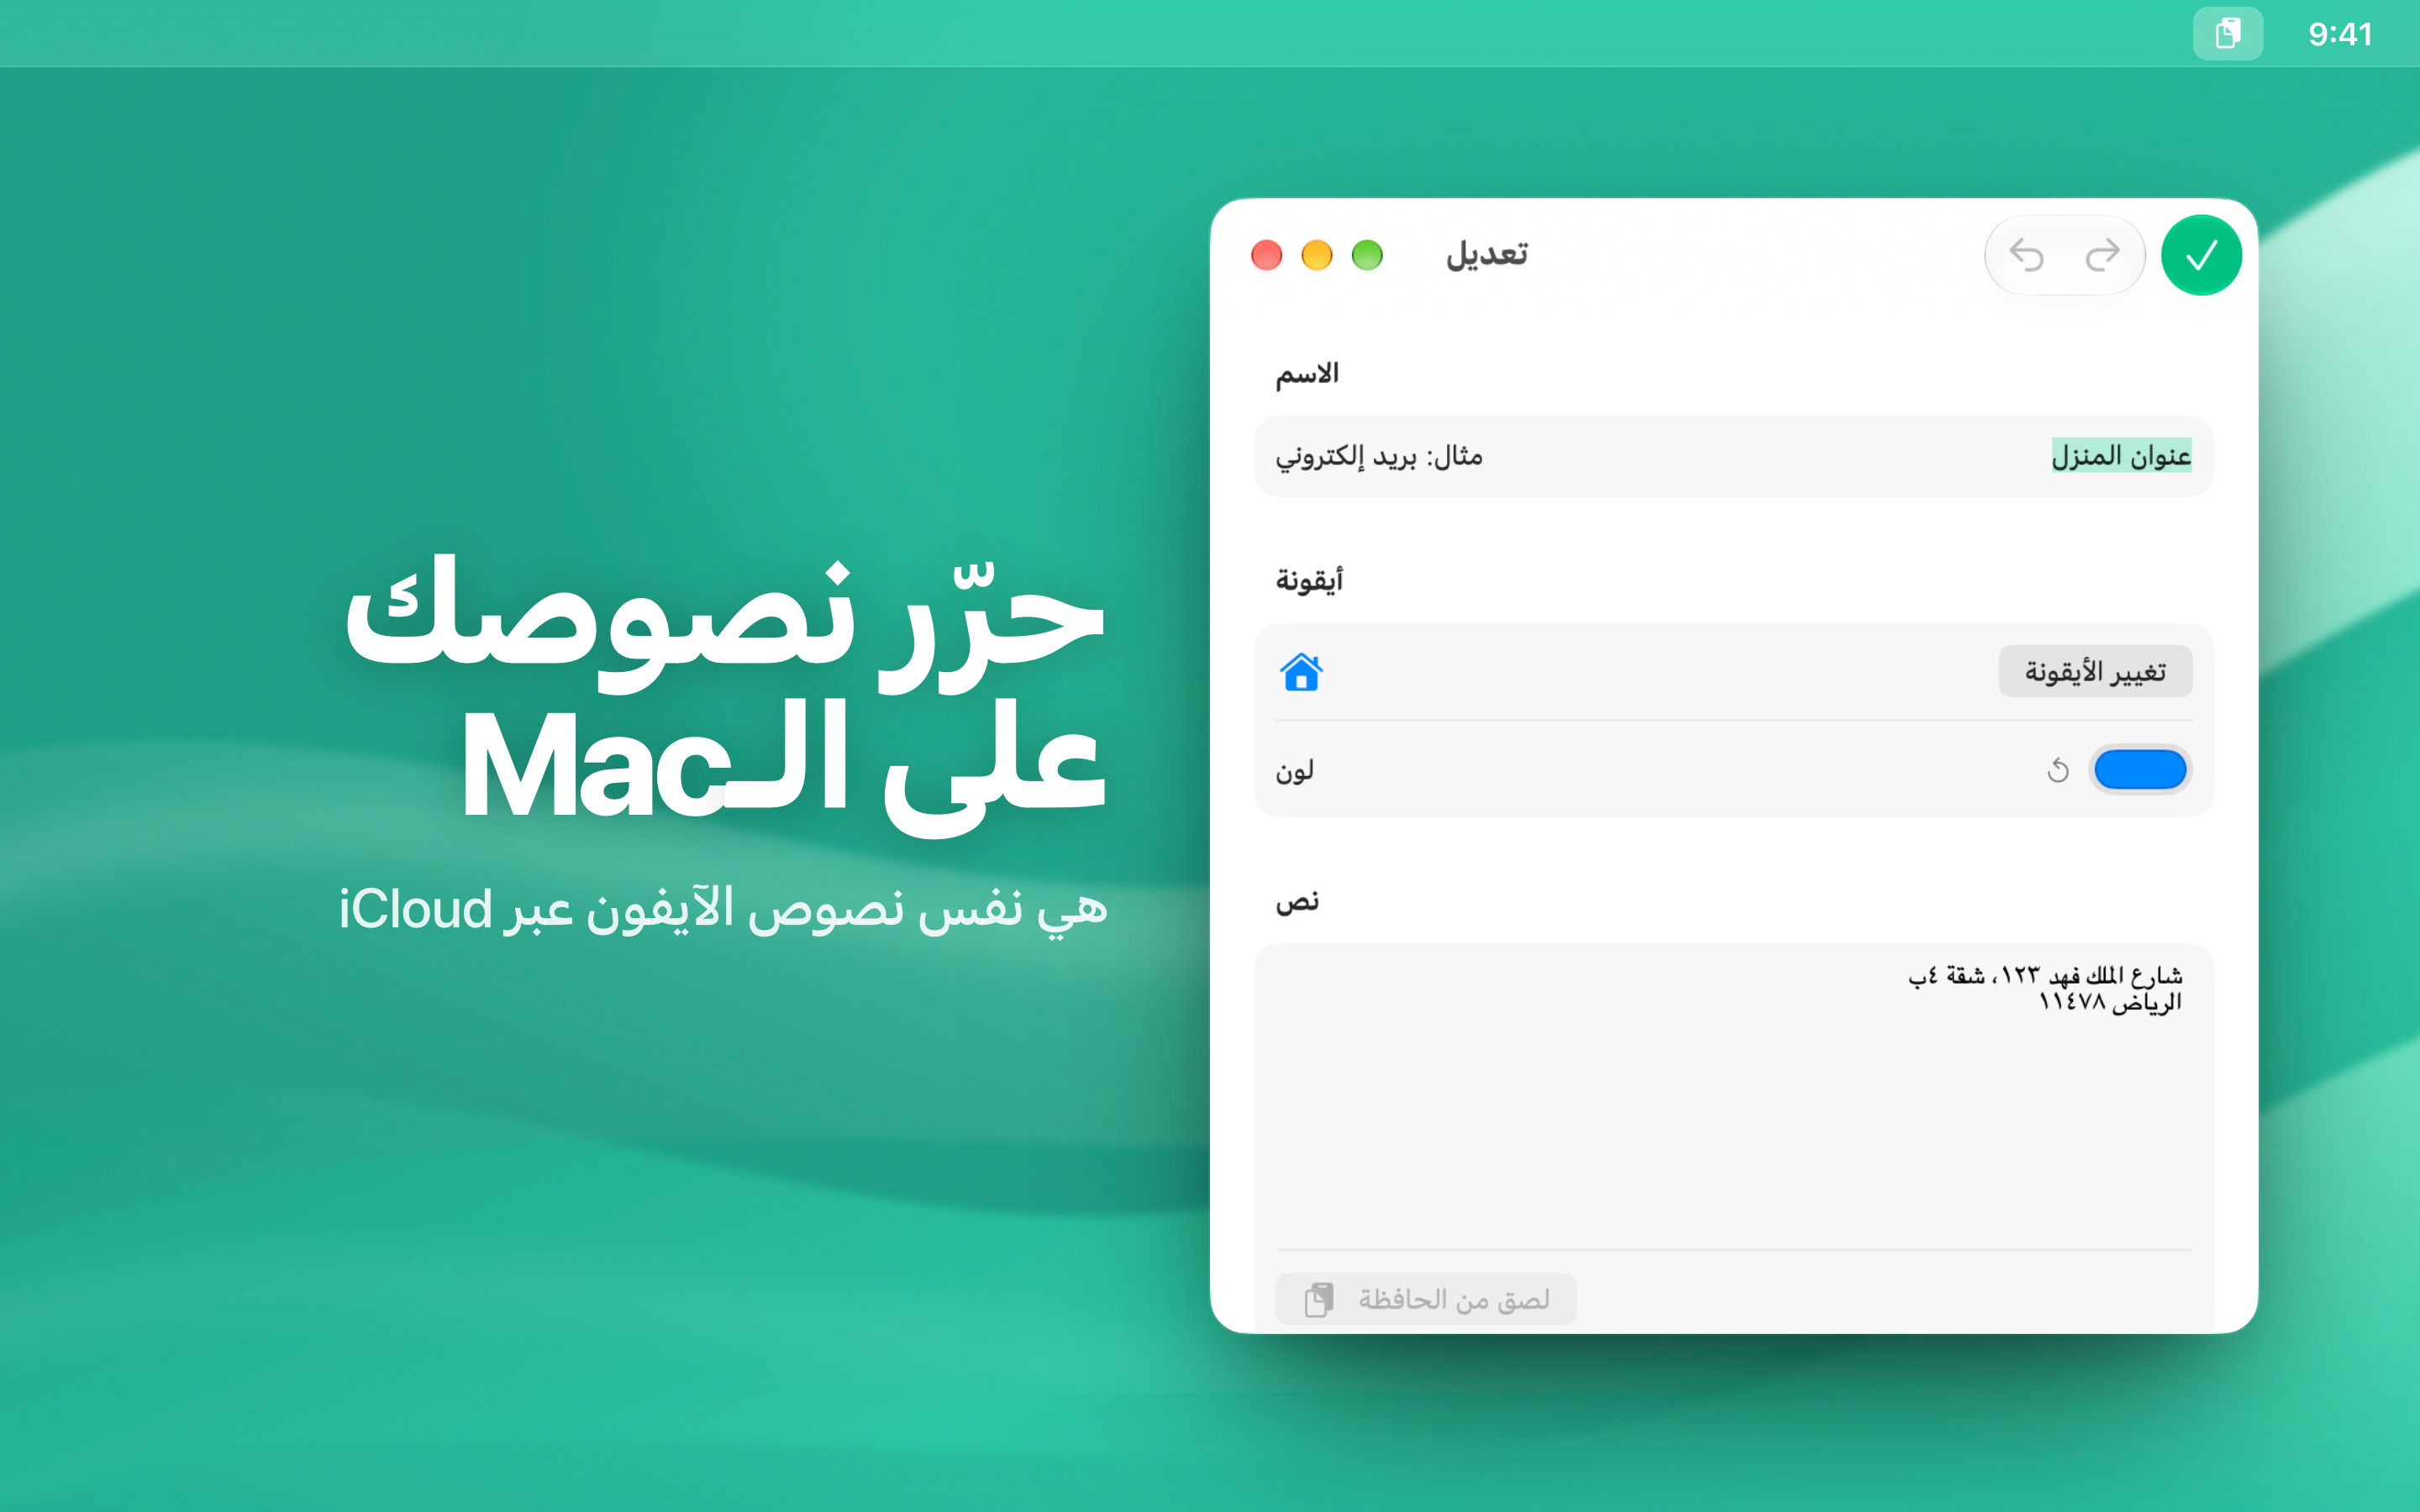 9:41
حرّر نصوصك
على الـMac
هي نفس نصوص الآيفون عبر iCloud
تعديل
الاسم
مثال: بريد إلكتروني
عنوان المنزل
أيقونة
تغيير الأيقونة
لون
نص
شارع الملك فهد ١٢٣، شقة ٤ب
الرياض ١١٤٧٨
لصق من الحافظة